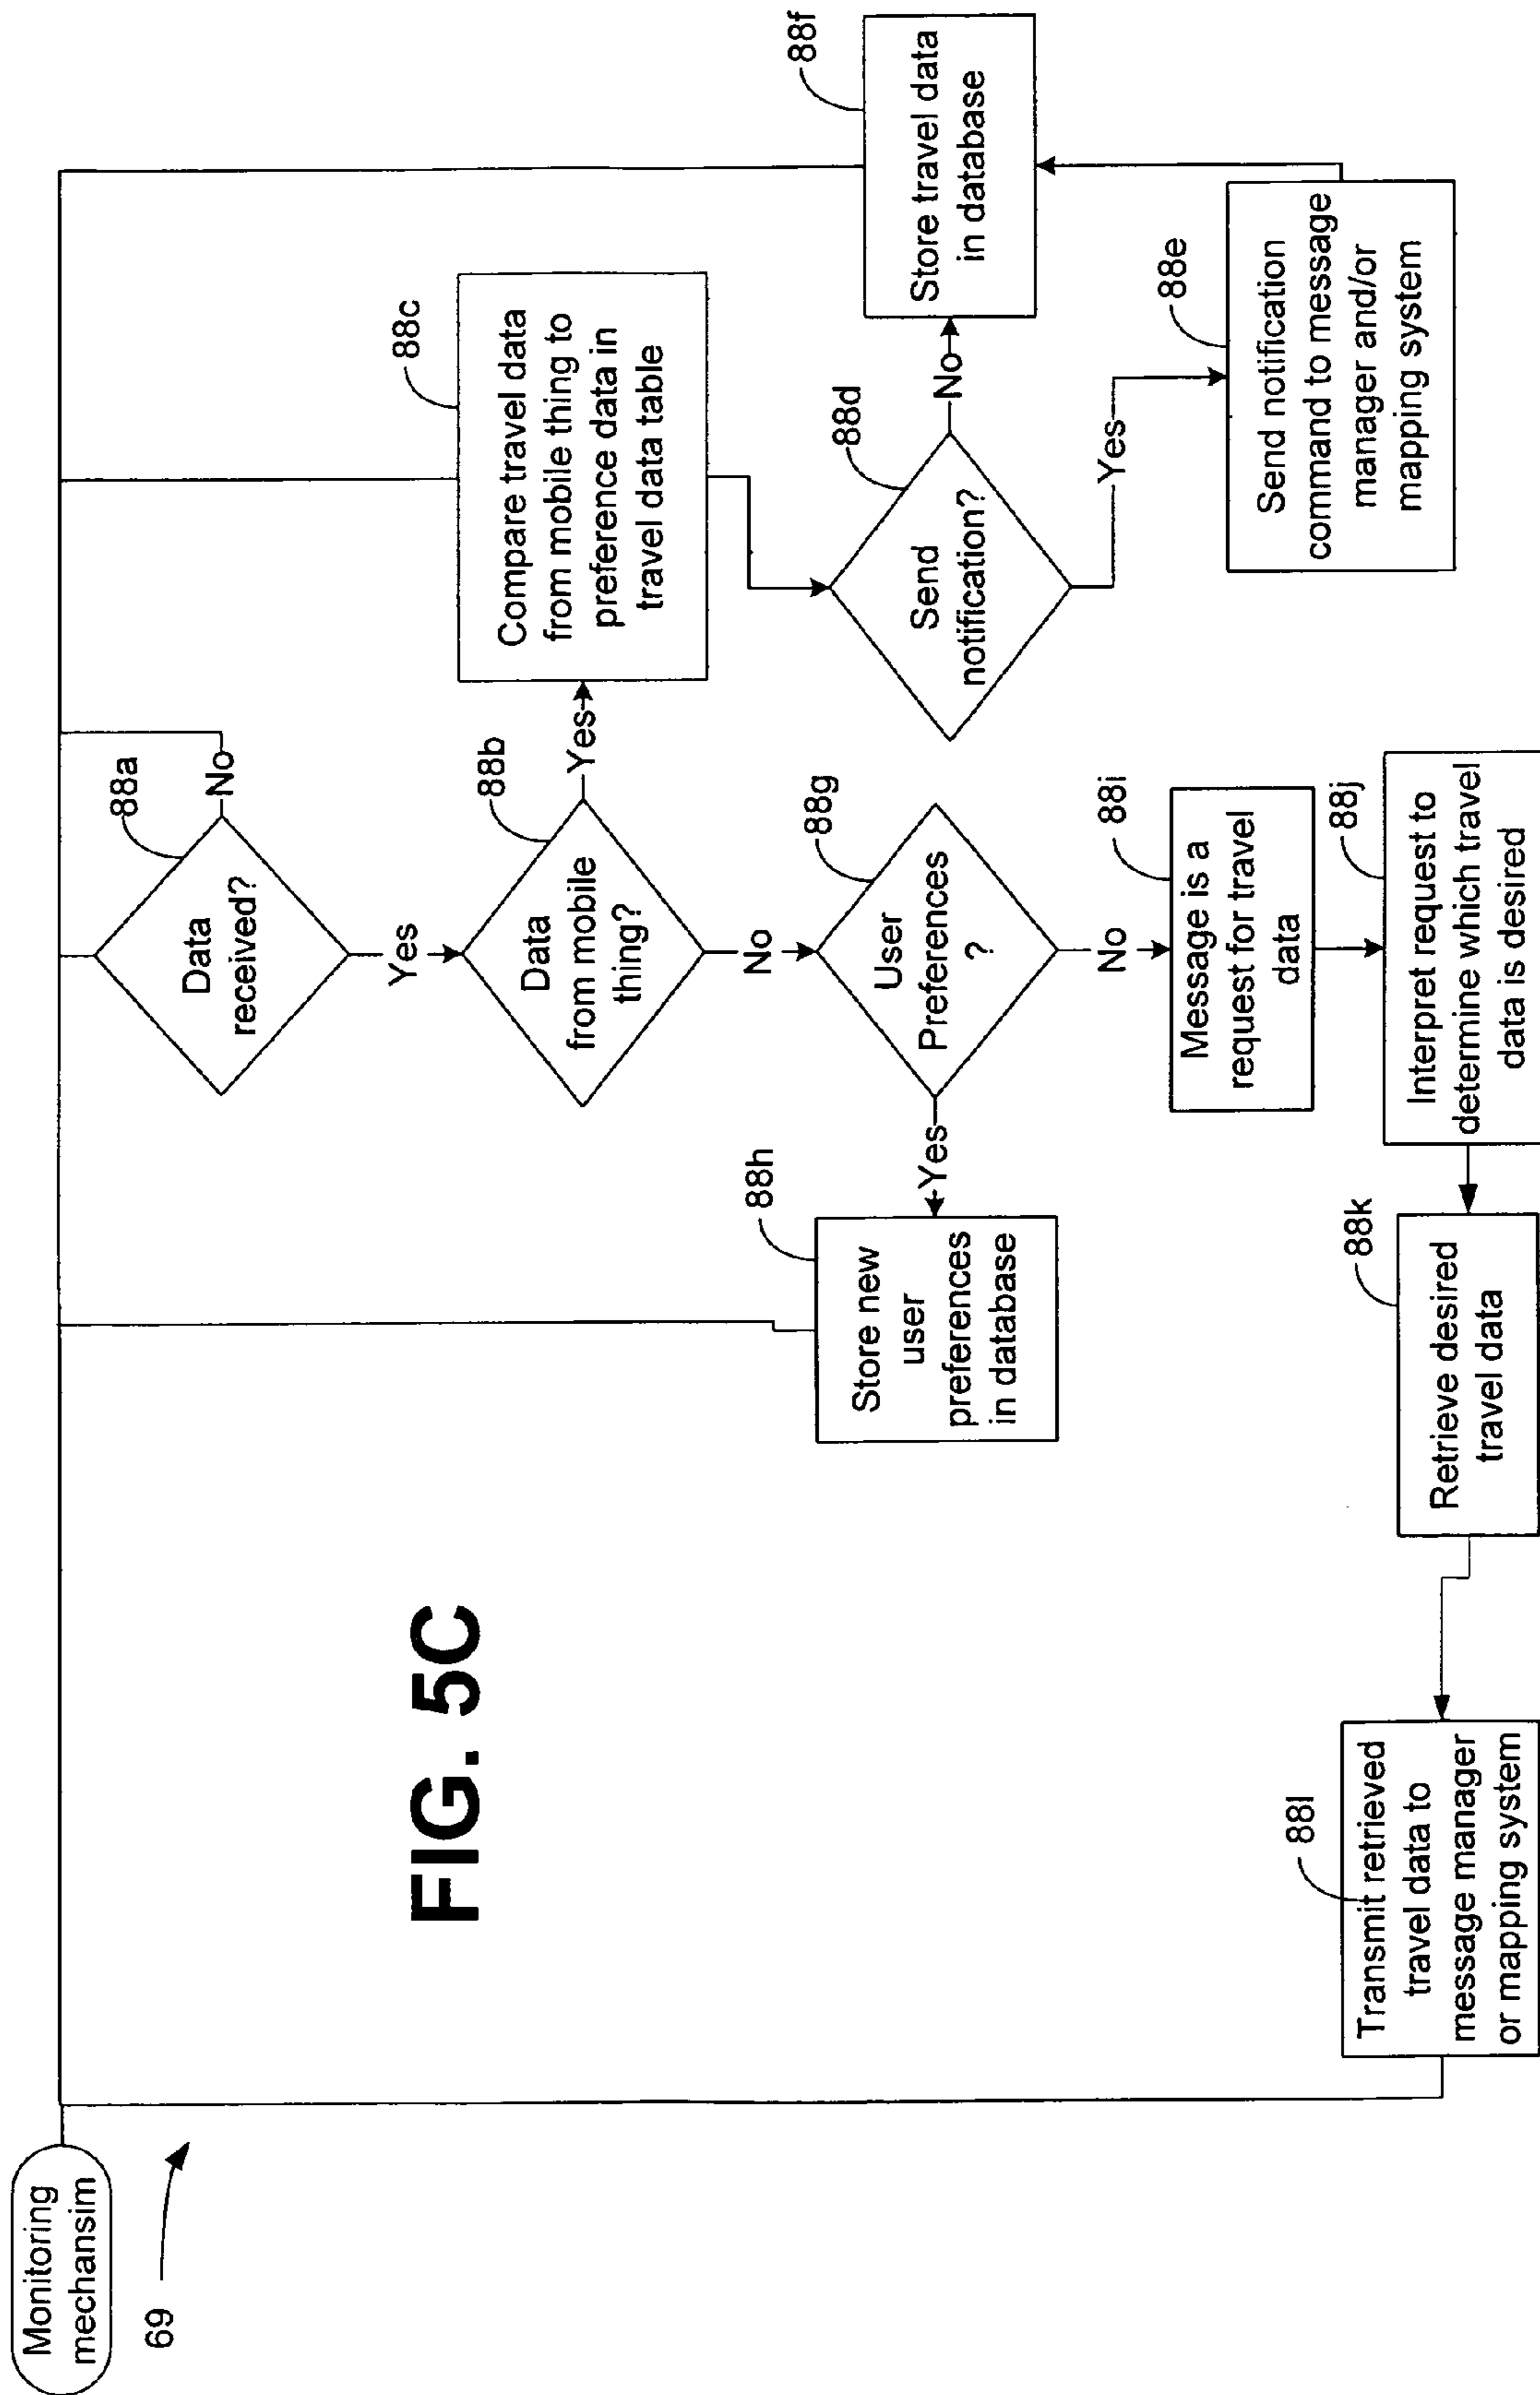 Monitoring
mechansim
69
FIG. 5C
Data
received?
88a
No
Yes
Data
from mobile
thing?
88b
Yes
No
Compare travel data
from mobile thing to
preference data in
travel data table
88c
Send
notification?
88d
No
Yes
Send notification
command to message
manager and/or
mapping system
88e
Store travel data
in database
88f
User
Preferences
?
88g
Yes
No
Store new
user
preferences
in database
88h
Message is a
request for travel
data
88i
Interpret request to
determine which travel
data is desired
88j
Retrieve desired
travel data
88k
Transmit retrieved
travel data to
message manager
or mapping system
88l